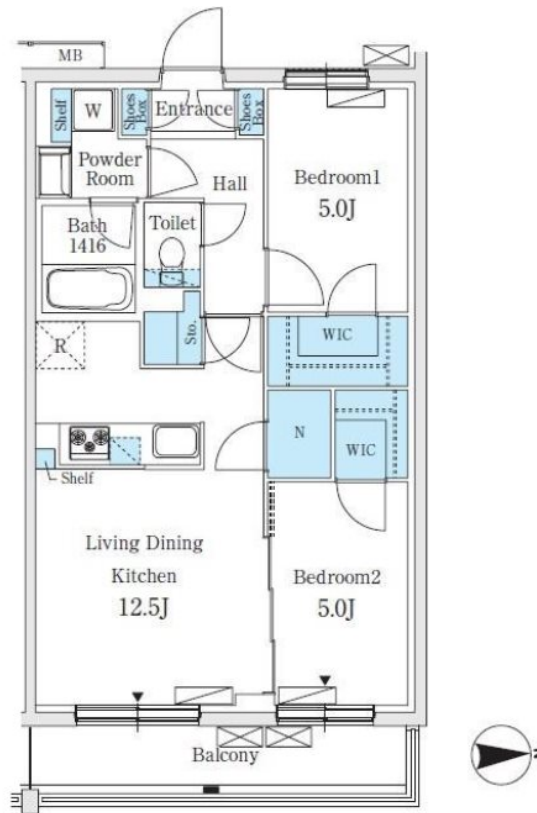 MB
Shelf
W
Shoes
Box
Entrance
Shoes
Box
Powder
Room
Hall
Bedroom1
5.0J
Bath
1416
Toilet
R
Sto.
WIC
N
WIC
Shelf
Living Dining
Kitchen
12.5J
Bedroom2
5.0J
Balcony
N